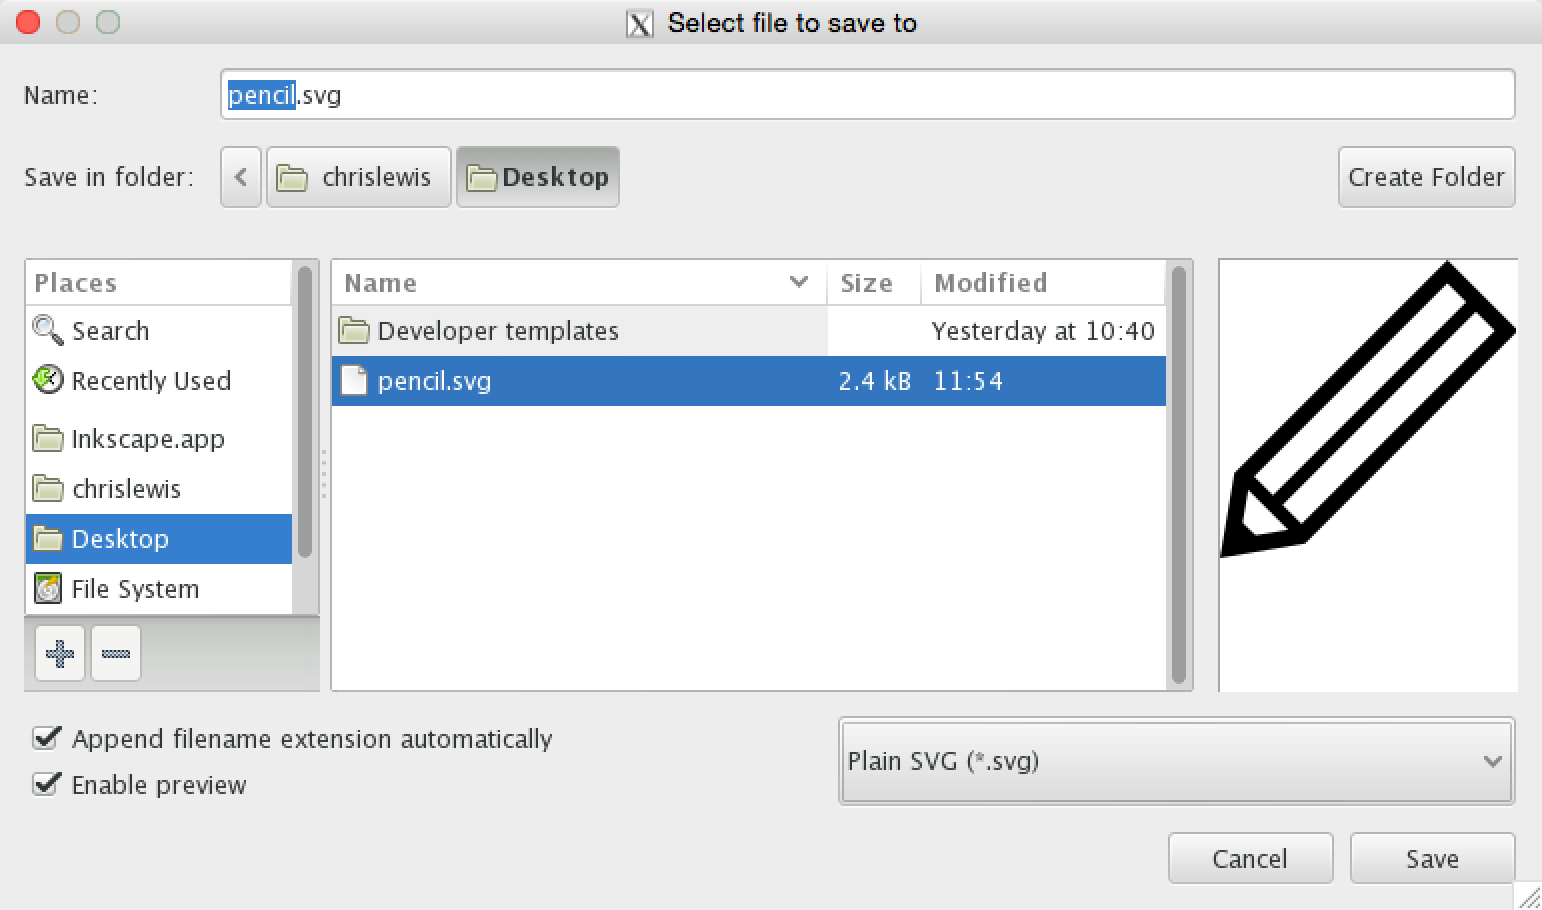 Select file to save to
Name: pencil.svg
Save in folder: < chrislewis Desktop Create Folder
Places
Search
Recently Used
Inkscape.app
chrislewis
Desktop
File System
Name Size Modified
Developer templates Yesterday at 10:40
pencil.svg 2.4 kB 11:54
Append filename extension automatically
Enable preview
Plain SVG (*.svg)
Cancel Save